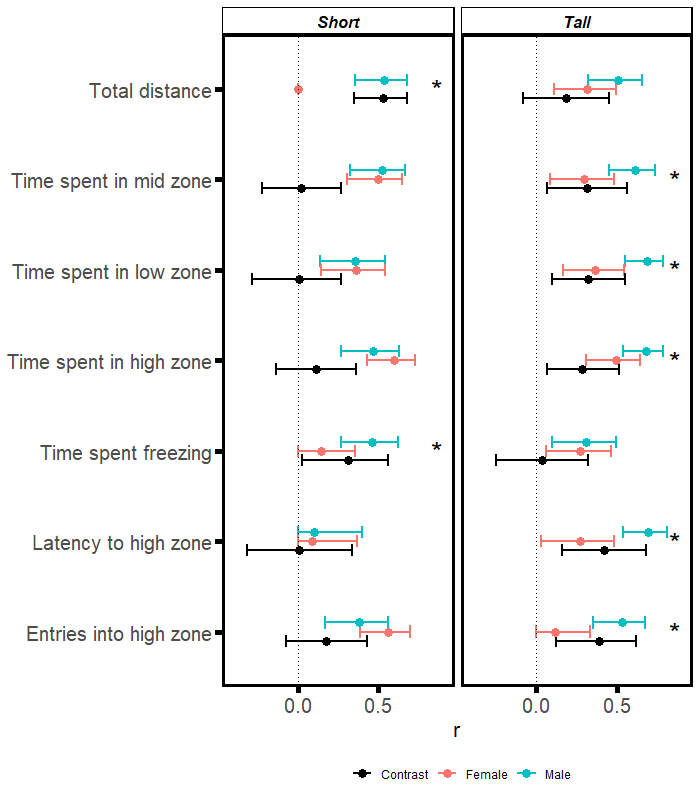 Short Tall
Total distance * 
Time spent in mid zone *
Time spent in low zone *
Time spent in high zone *
Time spent freezing *
Latency to high zone *
Entries into high zone *
0.0 0.5 0.0 0.5
r
Contrast Female Male